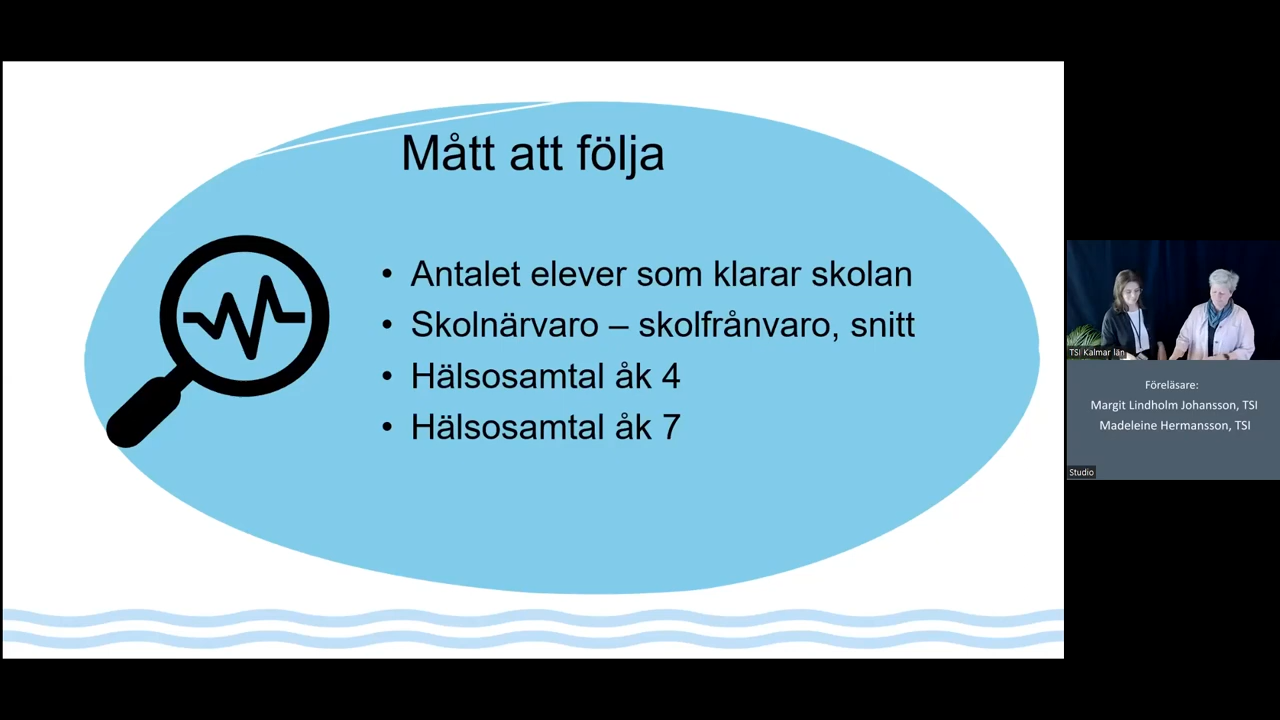 Mått att följa
• Antalet elever som klarar skolan
• Skolnärvaro – skolfrånvaro, snitt
• Hälsosamtal åk 4
• Hälsosamtal åk 7
TSI Kalmar län
Föreläsare:
Margit Lindholm Johansson, TSI
Madeleine Hermansson, TSI
Studio